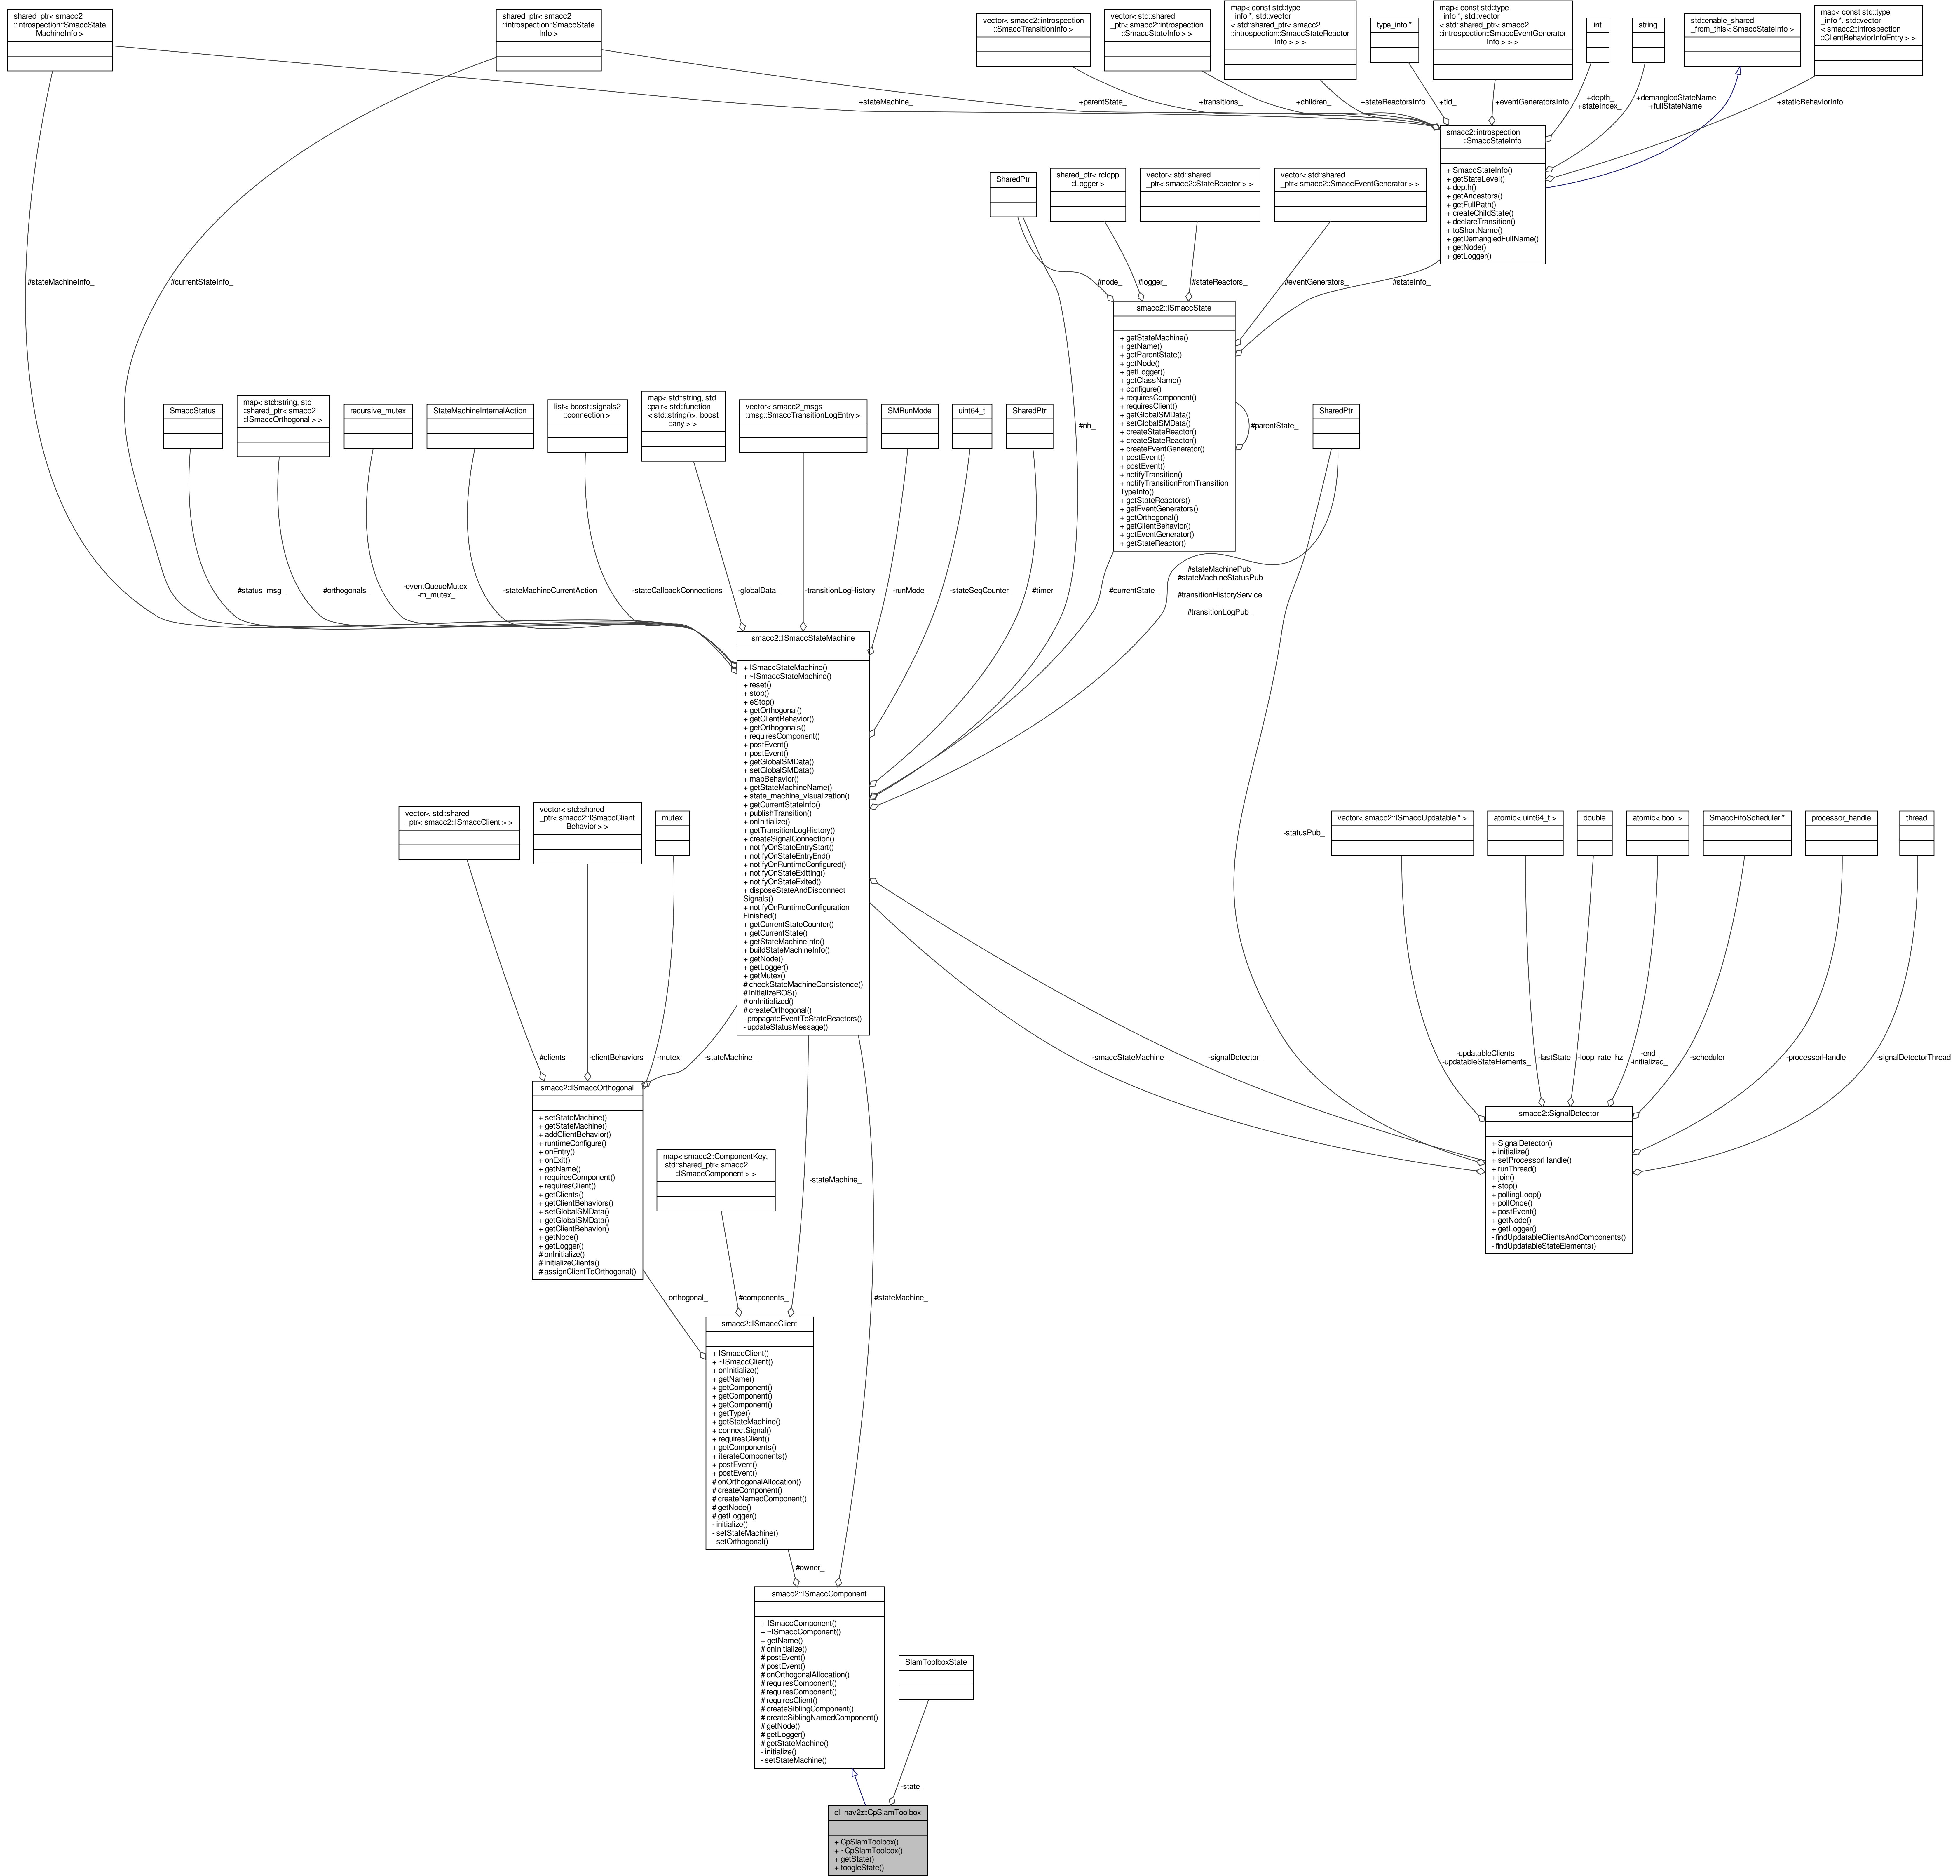 shared_ptr< smacc2
::introspection::SmaccState
MachineInfo >
shared_ptr< smacc2
::introspection::SmaccState
Info >
vector< smacc2::introspection
::SmaccTransitionInfo >
vector< std::shared
_ptr< smacc2::introspection
::SmaccStateInfo > >
map< const std::type
_info *, std::vector
< std::shared_ptr< smacc2
::introspection::SmaccStateReactor
Info > > >
type_info *
map< const std::type
_info *, std::vector
< std::shared_ptr< smacc2
::introspection::SmaccEventGenerator
Info > > >
int
string
std::enable_shared
_from_this< SmaccStateInfo >
map< const std::type
_info *, std::vector
< smacc2::introspection
::ClientBehaviorInfoEntry > >
+stateMachine_
+parentState_
+transitions_
+children_
+stateReactorsInfo
+tid_
+eventGeneratorsInfo
+depth_
+stateIndex_
+demangledStateName
+fullStateName
+staticBehaviorInfo
smacc2::introspection
::SmaccStateInfo
+ SmaccStateInfo()
+ getStateLevel()
+ depth()
+ getAncestors()
+ getFullPath()
+ createChildState()
+ declareTransition()
+ toShortName()
+ getDemangledFullName()
+ getNode()
+ getLogger()
SharedPtr
shared_ptr< rclcpp
::Logger >
vector< std::shared
_ptr< smacc2::StateReactor > >
vector< std::shared
_ptr< smacc2::SmaccEventGenerator > >
#stateMachineInfo_
#currentStateInfo_
#node_
#logger_
#stateReactors_
#eventGenerators_
#stateInfo_
smacc2::ISmaccState
+ getStateMachine()
+ getName()
+ getParentState()
+ getNode()
+ getLogger()
+ getClassName()
+ configure()
+ requiresComponent()
+ requiresClient()
+ getGlobalSMData()
+ setGlobalSMData()
+ createStateReactor()
+ createStateReactor()
+ createEventGenerator()
+ postEvent()
+ postEvent()
+ notifyTransition()
+ notifyTransitionFromTransition
TypeInfo()
+ getStateReactors()
+ getEventGenerators()
+ getOrthogonal()
+ getClientBehavior()
+ getEventGenerator()
+ getStateReactor()
#parentState_
#nh_
SmaccStatus
map< std::string, std
::shared_ptr< smacc2
::ISmaccOrthogonal > >
recursive_mutex
StateMachineInternalAction
list< boost::signals2
::connection >
map< std::string, std
::pair< std::function
< std::string()>, boost
::any > >
vector< smacc2_msgs
::msg::SmaccTransitionLogEntry >
SMRunMode
uint64_t
SharedPtr
SharedPtr
#status_msg_
#orthogonals_
-eventQueueMutex_
-m_mutex_
-stateMachineCurrentAction
-stateCallbackConnections
-globalData_
-transitionLogHistory_
-runMode_
-stateSeqCounter_
#timer_
#currentState_
#stateMachinePub_
#stateMachineStatusPub
_
#transitionHistoryService
_
#transitionLogPub_
smacc2::ISmaccStateMachine
+ ISmaccStateMachine()
+ ~ISmaccStateMachine()
+ reset()
+ stop()
+ eStop()
+ getOrthogonal()
+ getClientBehavior()
+ getOrthogonals()
+ requiresComponent()
+ postEvent()
+ postEvent()
+ getGlobalSMData()
+ setGlobalSMData()
+ mapBehavior()
+ getStateMachineName()
+ state_machine_visualization()
+ getCurrentStateInfo()
+ publishTransition()
+ onInitialize()
+ getTransitionLogHistory()
+ createSignalConnection()
+ notifyOnStateEntryStart()
+ notifyOnStateEntryEnd()
+ notifyOnRuntimeConfigured()
+ notifyOnStateExitting()
+ notifyOnStateExited()
+ disposeStateAndDisconnect
Signals()
+ notifyOnRuntimeConfiguration
Finished()
+ getCurrentStateCounter()
+ getCurrentState()
+ getStateMachineInfo()
+ buildStateMachineInfo()
+ getNode()
+ getLogger()
+ getMutex()
# checkStateMachineConsistence()
# initializeROS()
# onInitialized()
# createOrthogonal()
- propagateEventToStateReactors()
- updateStatusMessage()
vector< std::shared
_ptr< smacc2::ISmaccClient > >
vector< std::shared
_ptr< smacc2::ISmaccClient
Behavior > >
mutex
-statusPub_
vector< smacc2::ISmaccUpdatable * >
atomic< uint64_t >
double
atomic< bool >
SmaccFifoScheduler *
processor_handle
thread
#clients_
-clientBehaviors_
-mutex_
-stateMachine_
-smaccStateMachine_
-signalDetector_
-updatableClients_
-updatableStateElements_
-lastState_
-loop_rate_hz
-end_
-initialized_
-scheduler_
-processorHandle_
-signalDetectorThread_
smacc2::ISmaccOrthogonal
+ setStateMachine()
+ getStateMachine()
+ addClientBehavior()
+ runtimeConfigure()
+ onEntry()
+ onExit()
+ getName()
+ requiresComponent()
+ requiresClient()
+ getClients()
+ getClientBehaviors()
+ setGlobalSMData()
+ getGlobalSMData()
+ getClientBehavior()
+ getNode()
+ getLogger()
# onInitialize()
# initializeClients()
# assignClientToOrthogonal()
smacc2::SignalDetector
+ SignalDetector()
+ initialize()
+ setProcessorHandle()
+ runThread()
+ join()
+ stop()
+ pollingLoop()
+ pollOnce()
+ postEvent()
+ getNode()
+ getLogger()
- findUpdatableClientsAndComponents()
- findUpdatableStateElements()
map< smacc2::ComponentKey,
std::shared_ptr< smacc2
::ISmaccComponent > >
-stateMachine_
-orthogonal_
#components_
#stateMachine_
smacc2::ISmaccClient
+ ISmaccClient()
+ ~ISmaccClient()
+ onInitialize()
+ getName()
+ getComponent()
+ getComponent()
+ getComponent()
+ getType()
+ getStateMachine()
+ connectSignal()
+ requiresClient()
+ getComponents()
+ iterateComponents()
+ postEvent()
+ postEvent()
# onOrthogonalAllocation()
# createComponent()
# createNamedComponent()
# getNode()
# getLogger()
- initialize()
- setStateMachine()
- setOrthogonal()
#owner_
smacc2::ISmaccComponent
+ ISmaccComponent()
+ ~ISmaccComponent()
+ getName()
# onInitialize()
# postEvent()
# postEvent()
# onOrthogonalAllocation()
# requiresComponent()
# requiresComponent()
# requiresClient()
# createSiblingComponent()
# createSiblingNamedComponent()
# getNode()
# getLogger()
# getStateMachine()
- initialize()
- setStateMachine()
SlamToolboxState
-state_
cl_nav2z::CpSlamToolbox
+ CpSlamToolbox()
+ ~CpSlamToolbox()
+ getState()
+ toogleState()